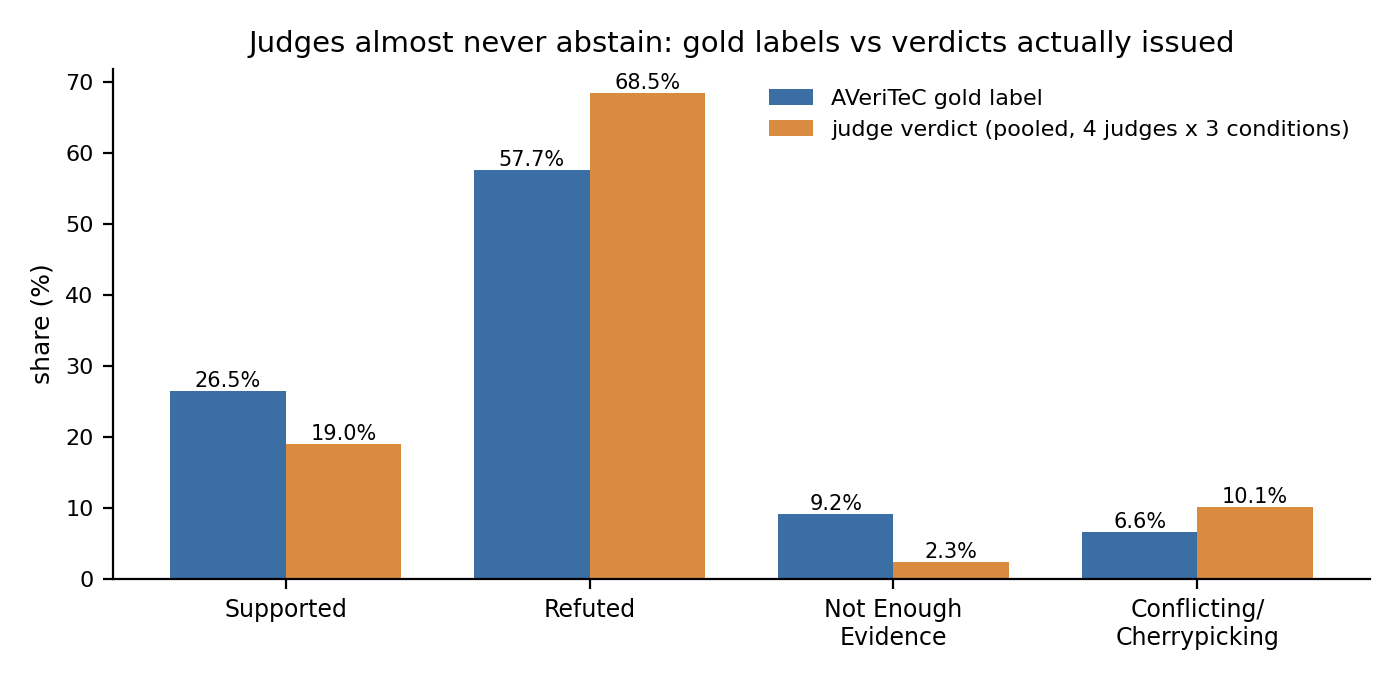 Judges almost never abstain: gold labels vs verdicts actually issued
AVeriTeC gold label
judge verdict (pooled, 4 judges x 3 conditions)
share (%)
70
60
50
40
30
20
10
0
26.5%
19.0%
57.7%
68.5%
9.2%
2.3%
6.6%
10.1%
Supported
Refuted
Not Enough
Evidence
Conflicting/
Cherrypicking